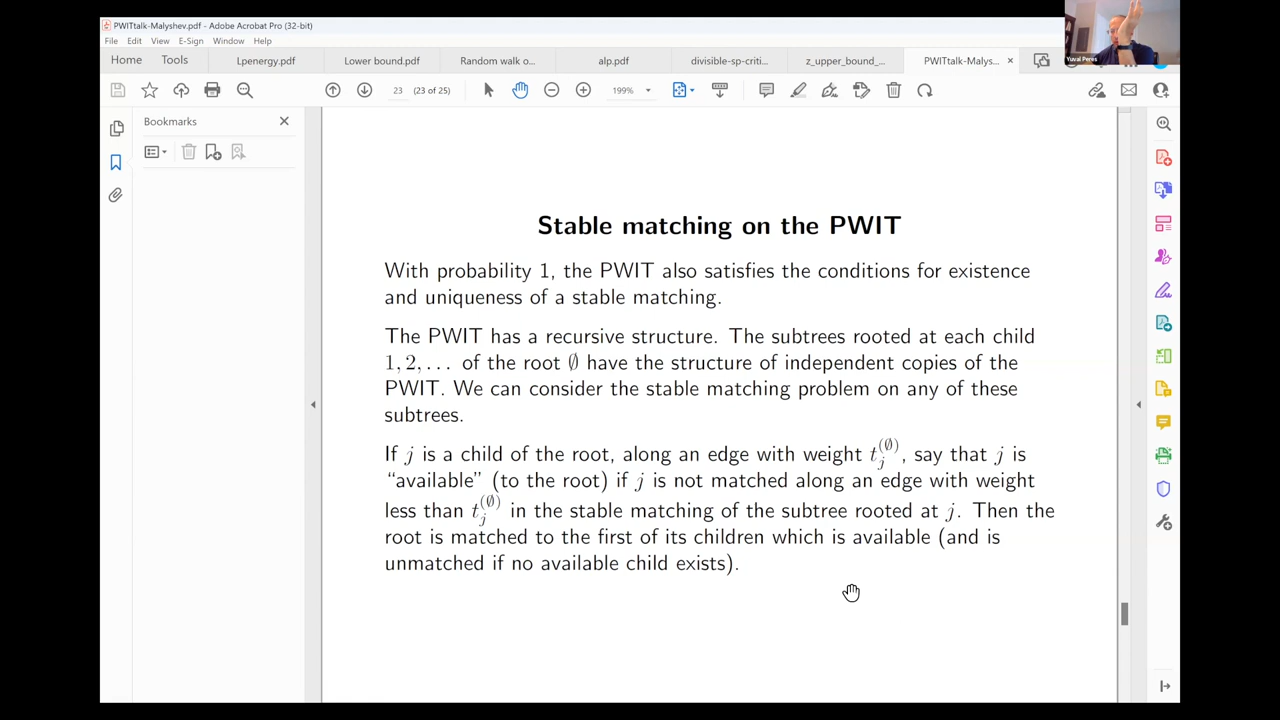 PWITtalk-Malyshev.pdf - Adobe Acrobat Pro (32-bit)
File Edit View E-Sign Window Help
Home Tools Lpenergy.pdf Lower bound.pdf Random walk o... alp.pdf divisible-sp-criti... z_upper_bound_... PWITtalk-Malys...
23 (23 of 25) 199%
Bookmarks
Yuval Peres
Stable matching on the PWIT
With probability 1, the PWIT also satisfies the conditions for existence
and uniqueness of a stable matching.
The PWIT has a recursive structure. The subtrees rooted at each child
1, 2, . . . of the root ∅ have the structure of independent copies of the
PWIT. We can consider the stable matching problem on any of these
subtrees.
If j is a child of the root, along an edge with weight t_j^{(∅)}, say that j is
“available” (to the root) if j is not matched along an edge with weight
less than t_j^{(∅)} in the stable matching of the subtree rooted at j. Then the
root is matched to the first of its children which is available (and is
unmatched if no available child exists).